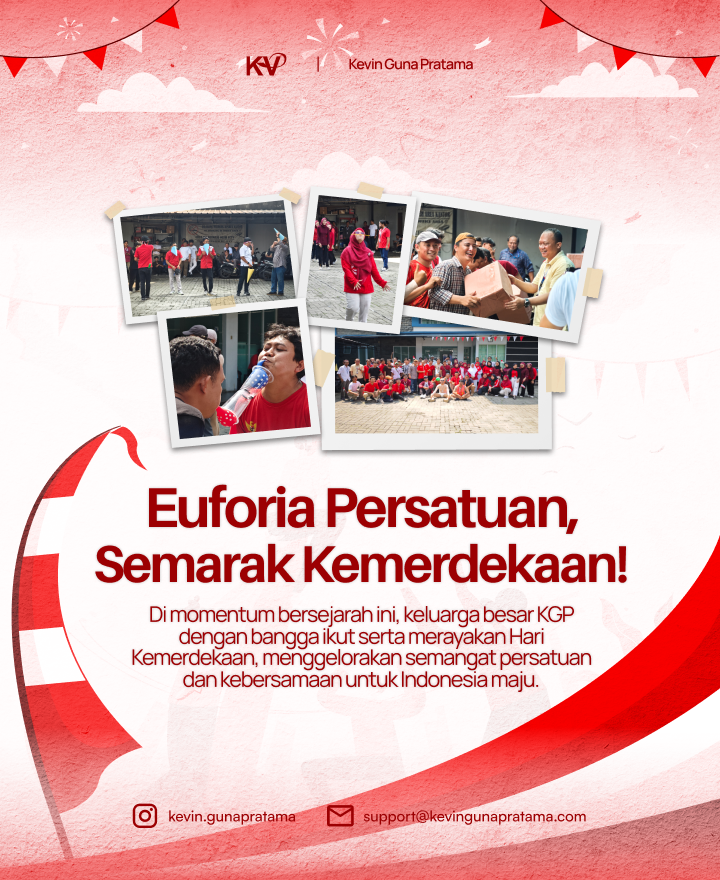 KVP | Kevin Guna Pratama
Euforia Persatuan,
Semarak Kemerdekaan!
Di momentum bersejarah ini, keluarga besar KGP
dengan bangga ikut serta merayakan Hari
Kemerdekaan, menggelorakan semangat persatuan
dan kebersamaan untuk Indonesia maju.
kevin.gunapratama
support@kevingunapratama.com